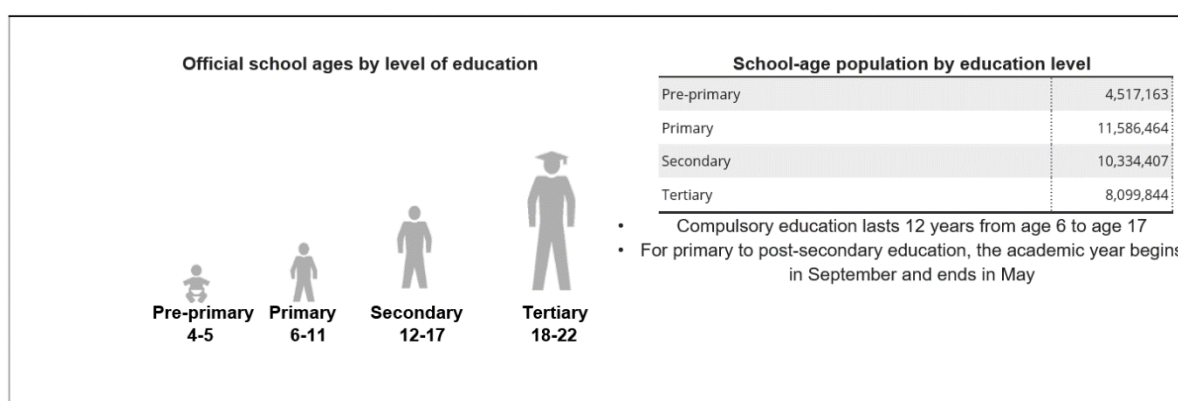 Official school ages by level of education
Pre-primary
4-5
Primary
6-11
Secondary
12-17
Tertiary
18-22
School-age population by education level
Pre-primary 4,517,163
Primary 11,586,464
Secondary 10,334,407
Tertiary 8,099,844
• Compulsory education lasts 12 years from age 6 to age 17
• For primary to post-secondary education, the academic year begins
in September and ends in May